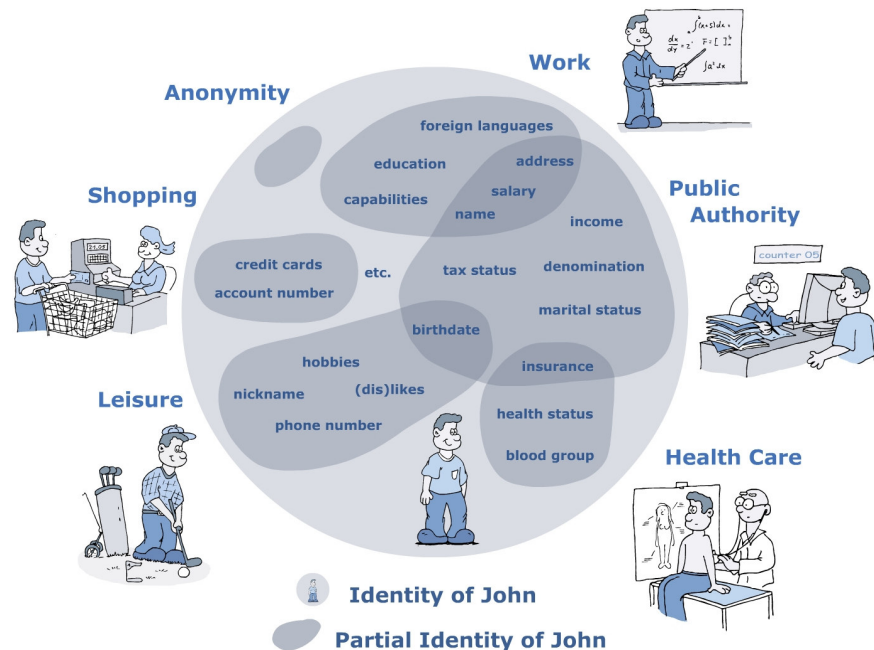 Work
Anonymity
foreign languages
education
address
capabilities
salary
name
Shopping
Public
Authority
income
credit cards
etc.
tax status
denomination
account number
counter 05
marital status
birthdate
hobbies
insurance
nickname
(dis)likes
Leisure
phone number
health status
blood group
Health Care
Identity of John
Partial Identity of John